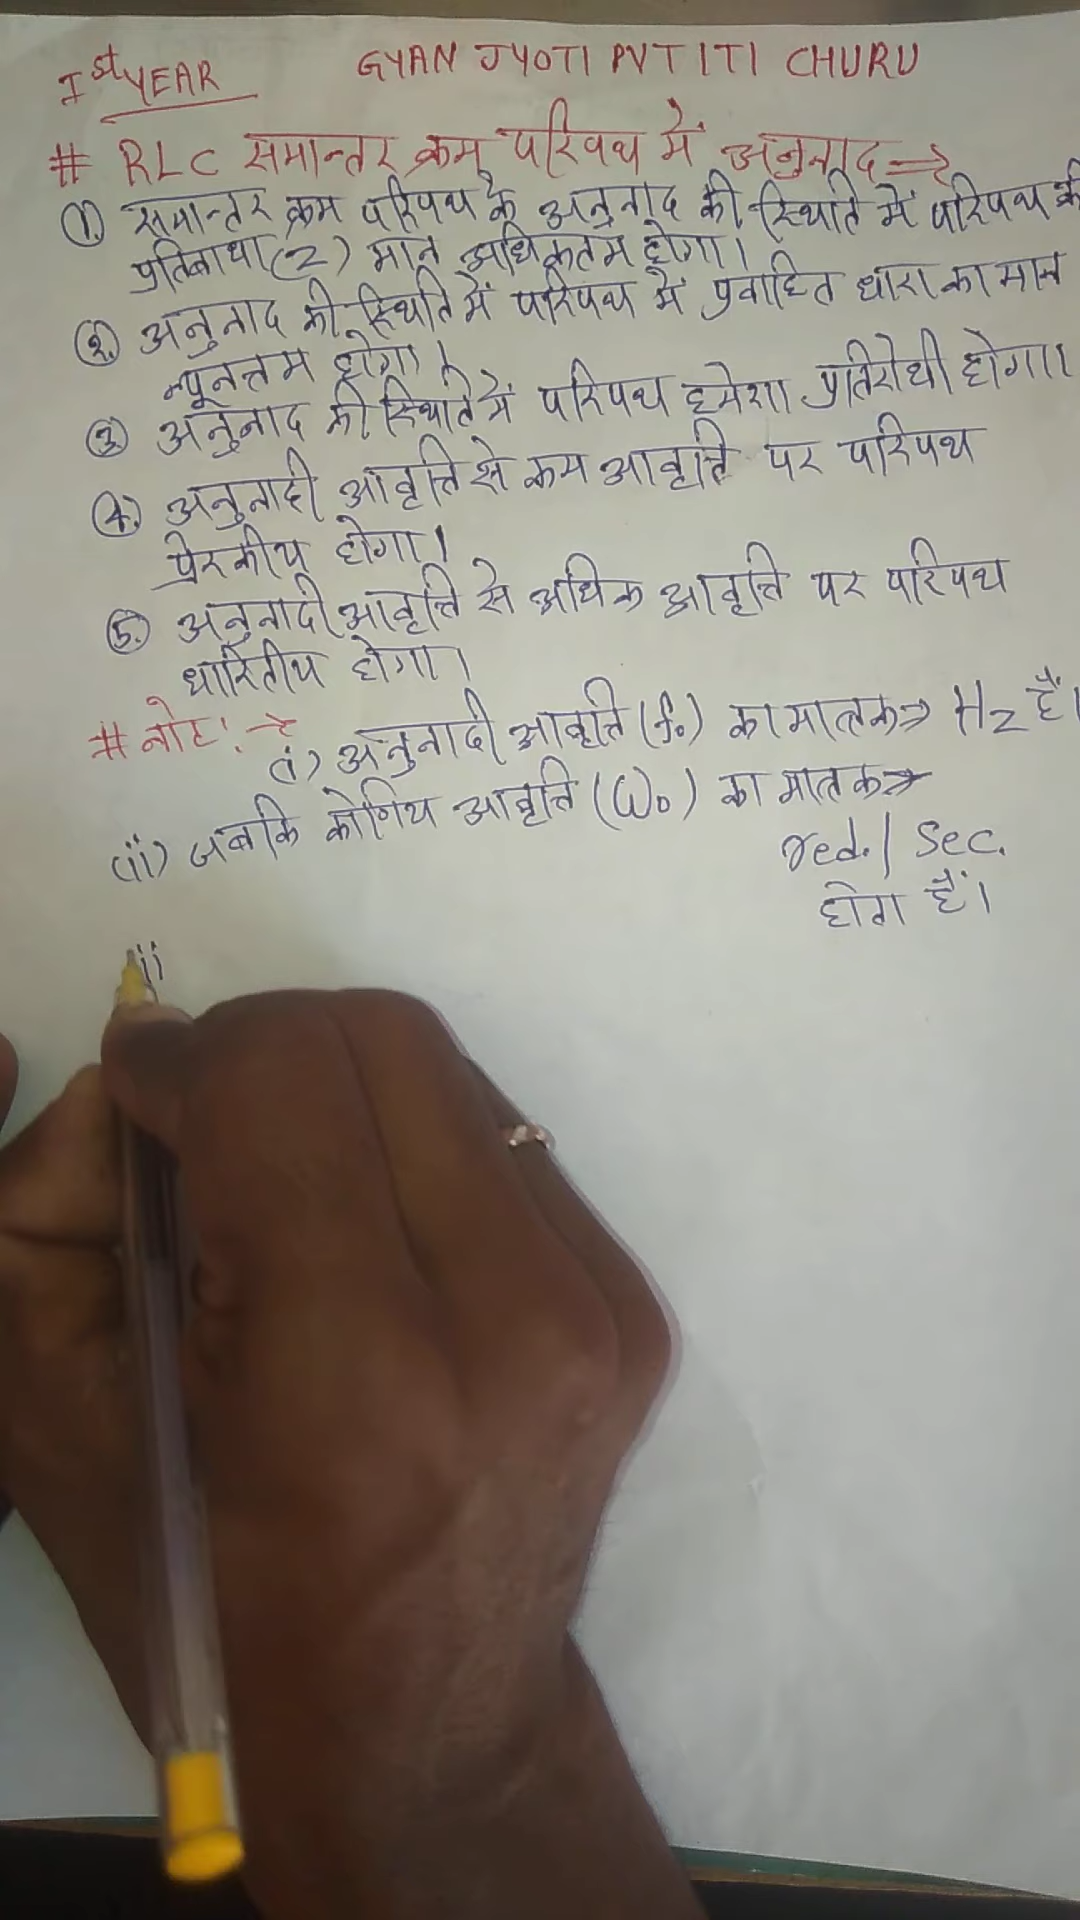 Ist YEAR GYAN JYOTI PVT ITI CHURU
# RLC समान्तर क्रम परिपथ में अनुनाद ⇒
①. समान्तर क्रम परिपथ के अनुनाद की स्थिति में परिपथ की
प्रतिबाधा (Z) मान अधिकतम होगा।
②. अनुनाद की स्थिति में परिपथ में प्रवाहित धारा का मान
न्यूनतम होगा।
③ अनुनाद की स्थिति में परिपथ हमेशा प्रतिरोधी होगा।
④. अनुनादी आवृत्ति से कम आवृत्ति पर परिपथ
प्रेरकीय होगा।
⑤. अनुनादी आवृत्ति से अधिक आवृत्ति पर परिपथ
धारितीय होगा।
# नोट :→
(i) अनुनादी आवृत्ति (f₀) का मात्रक→ Hz हैं।
(ii) जबकि कोणिय आवृत्ति (ω₀) का मात्रक→
red./Sec.
होगा हैं।
ii